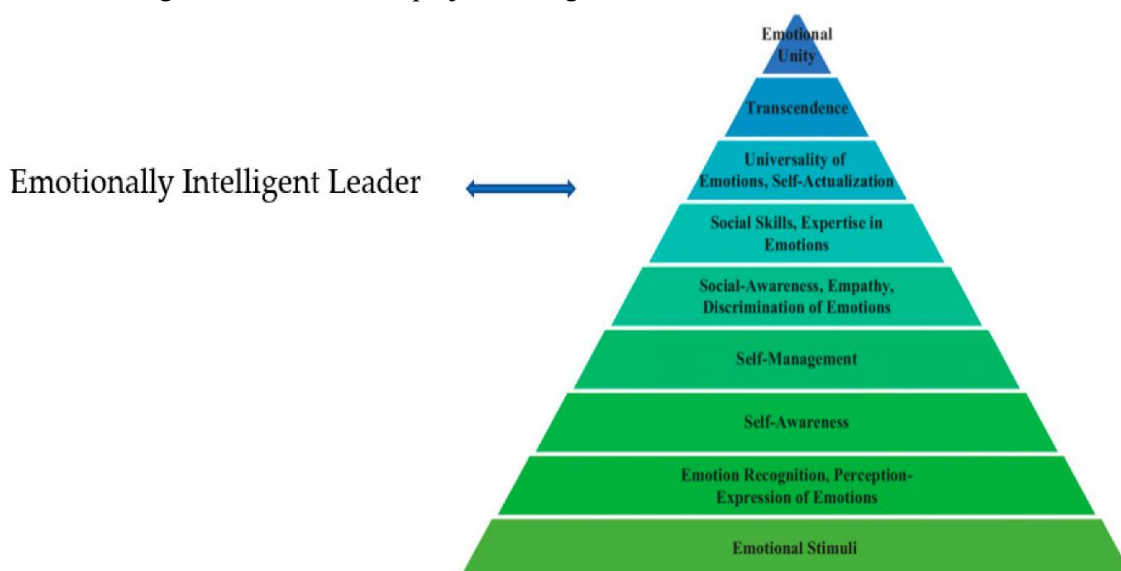 Emotional
Unity
Transcendence
Emotionally Intelligent Leader
Universality of
Emotions, Self-Actualization
Social Skills, Expertise in
Emotions
Social-Awareness, Empathy,
Discrimination of Emotions
Self-Management
Self-Awareness
Emotion Recognition, Perception-
Expression of Emotions
Emotional Stimuli